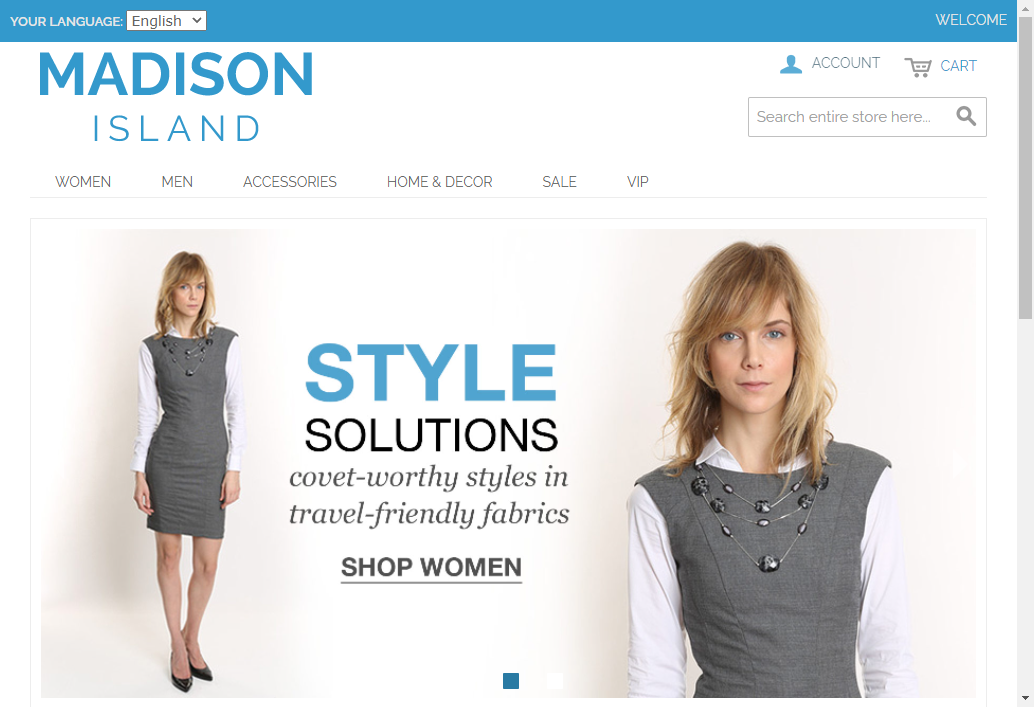 YOUR LANGUAGE: English
WELCOME
MADISON
ISLAND
ACCOUNT
CART
Search entire store here...
WOMEN MEN ACCESSORIES HOME & DECOR SALE VIP
STYLE
SOLUTIONS
covet-worthy styles in
travel-friendly fabrics
SHOP WOMEN